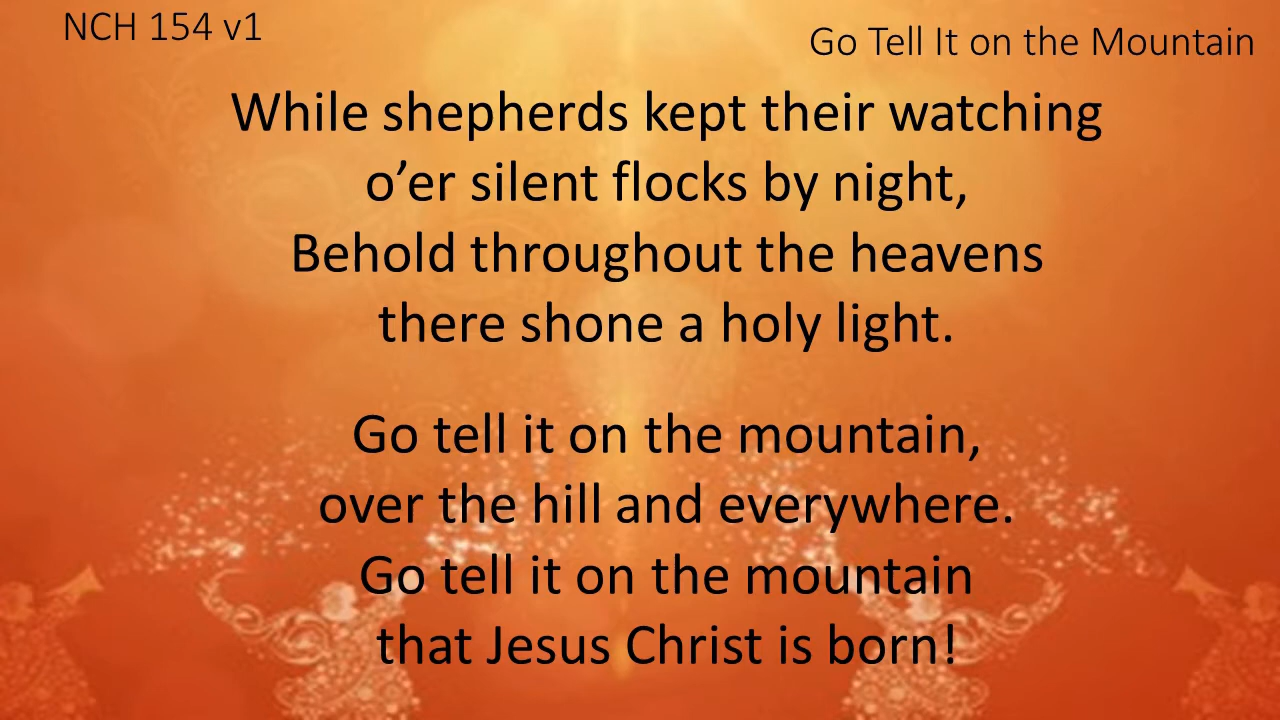 NCH 154 v1
Go Tell It on the Mountain
While shepherds kept their watching
o’er silent flocks by night,
Behold throughout the heavens
there shone a holy light.
Go tell it on the mountain,
over the hill and everywhere.
Go tell it on the mountain
that Jesus Christ is born!